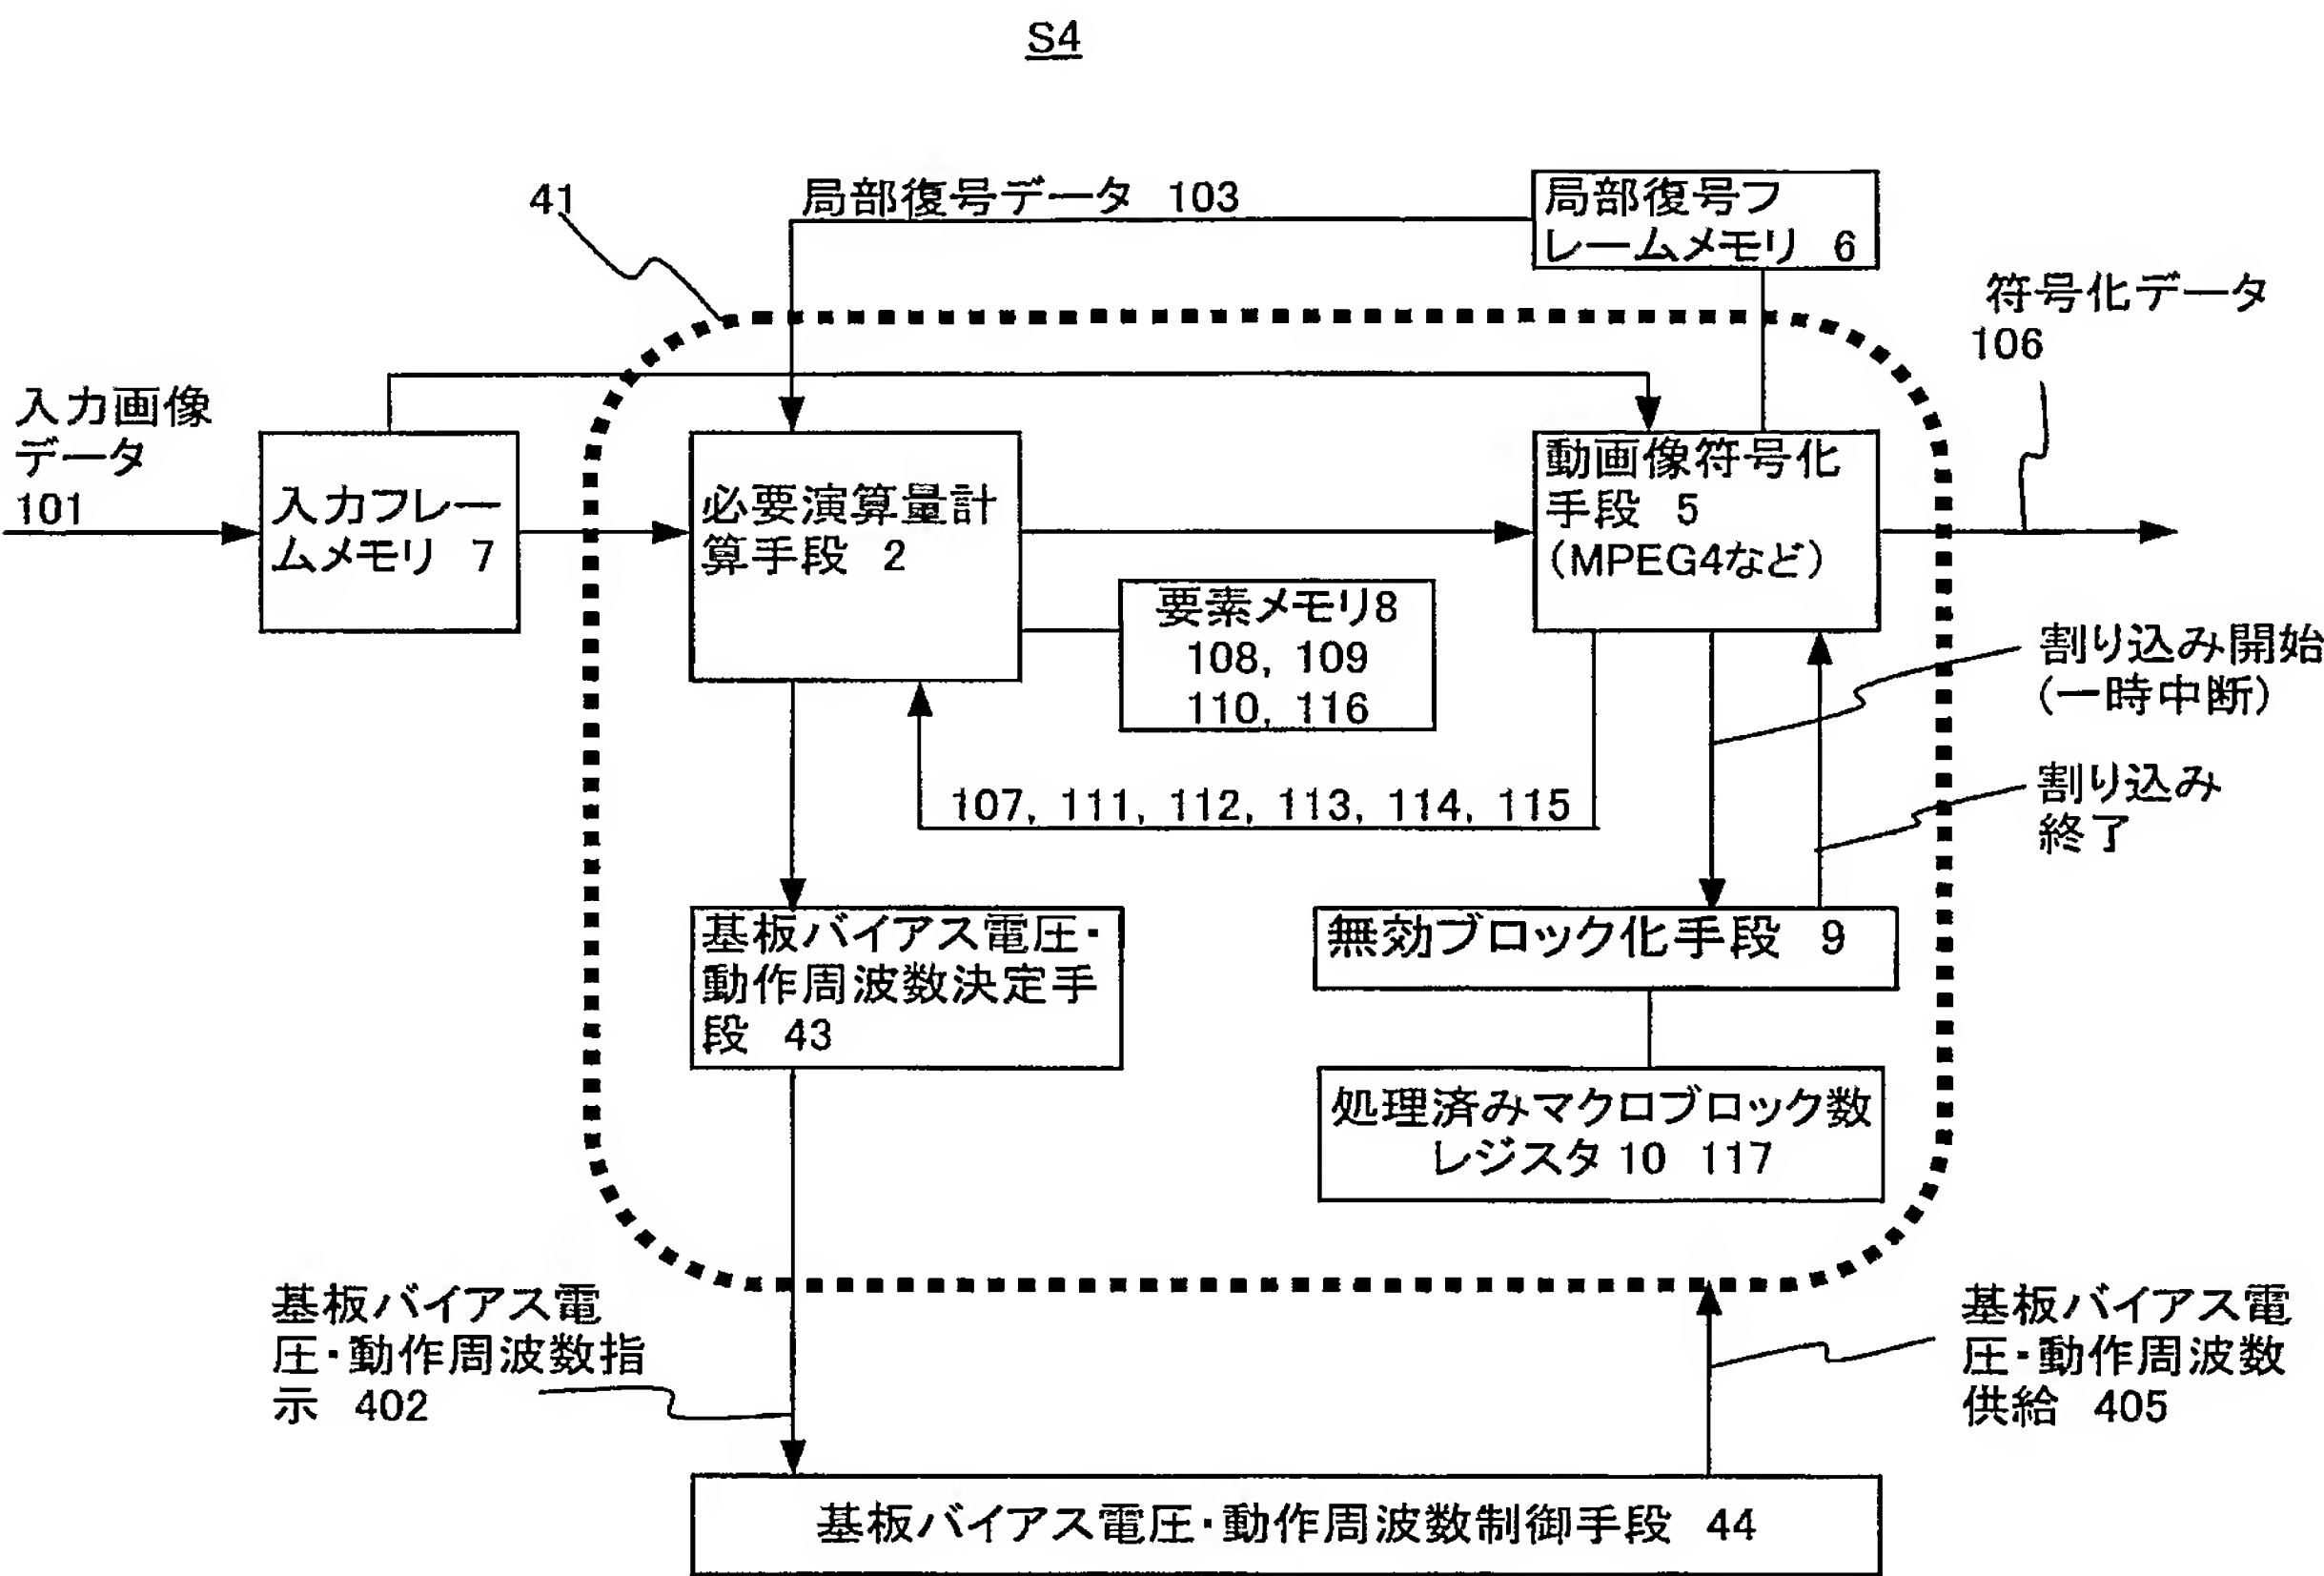 S4
41
局部復号データ 103
局部復号フ
レームメモリ 6
符号化データ
106
入力画像
データ
101
入力フレー
ムメモリ 7
必要演算量計
算手段 2
動画像符号化
手段 5
(MPEG4など)
要素メモリ8
108, 109
110, 116
割り込み開始
(一時中断)
107, 111, 112, 113, 114, 115
割り込み
終了
基板バイアス電圧・
動作周波数決定手
段 43
無効ブロック化手段 9
処理済みマクロブロック数
レジスタ10 117
基板バイアス電
圧・動作周波数指
示 402
基板バイアス電
圧・動作周波数
供給 405
基板バイアス電圧・動作周波数制御手段 44